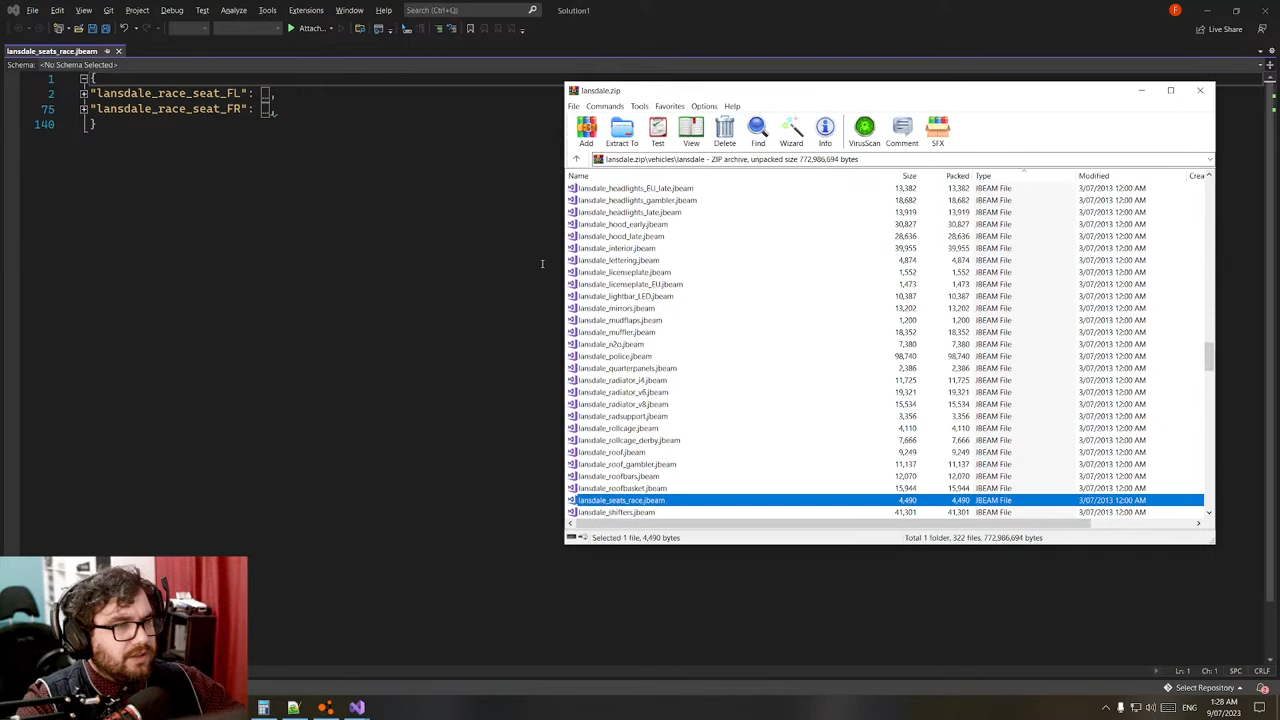 File Edit View Git Project Debug Test Analyze Tools Extensions Window Help Search (Ctrl+Q) Solution1
Attach... Live Share
lansdale_seats_race.jbeam
Schema: <No Schema Selected>
1 {
2 "lansdale_race_seat_FL": ...,
75 "lansdale_race_seat_FR": ...,
140 }
lansdale.zip
File Commands Tools Favorites Options Help
Add Extract To Test View Delete Find Wizard Info VirusScan Comment SFX
lansdale.zip\vehicles\lansdale - ZIP archive, unpacked size 772,986,694 bytes
Name Size Packed Type Modified Crea
lansdale_headlights_EU_late.jbeam 13,382 13,382 JBEAM File 3/07/2013 12:00 AM
lansdale_headlights_gambler.jbeam 18,682 18,682 JBEAM File 3/07/2013 12:00 AM
lansdale_headlights_late.jbeam 13,919 13,919 JBEAM File 3/07/2013 12:00 AM
lansdale_hood_early.jbeam 30,827 30,827 JBEAM File 3/07/2013 12:00 AM
lansdale_hood_late.jbeam 28,636 28,636 JBEAM File 3/07/2013 12:00 AM
lansdale_interior.jbeam 39,955 39,955 JBEAM File 3/07/2013 12:00 AM
lansdale_lettering.jbeam 4,874 4,874 JBEAM File 3/07/2013 12:00 AM
lansdale_licenseplate.jbeam 1,552 1,552 JBEAM File 3/07/2013 12:00 AM
lansdale_licenseplate_EU.jbeam 1,473 1,473 JBEAM File 3/07/2013 12:00 AM
lansdale_lightbar_LED.jbeam 10,387 10,387 JBEAM File 3/07/2013 12:00 AM
lansdale_mirrors.jbeam 13,202 13,202 JBEAM File 3/07/2013 12:00 AM
lansdale_mudflaps.jbeam 1,200 1,200 JBEAM File 3/07/2013 12:00 AM
lansdale_muffler.jbeam 18,352 18,352 JBEAM File 3/07/2013 12:00 AM
lansdale_n2o.jbeam 7,380 7,380 JBEAM File 3/07/2013 12:00 AM
lansdale_police.jbeam 98,740 98,740 JBEAM File 3/07/2013 12:00 AM
lansdale_quarterpanels.jbeam 2,386 2,386 JBEAM File 3/07/2013 12:00 AM
lansdale_radiator_i4.jbeam 11,725 11,725 JBEAM File 3/07/2013 12:00 AM
lansdale_radiator_v6.jbeam 19,321 19,321 JBEAM File 3/07/2013 12:00 AM
lansdale_radiator_v8.jbeam 15,534 15,534 JBEAM File 3/07/2013 12:00 AM
lansdale_radsupport.jbeam 3,356 3,356 JBEAM File 3/07/2013 12:00 AM
lansdale_rollcage.jbeam 4,110 4,110 JBEAM File 3/07/2013 12:00 AM
lansdale_rollcage_derby.jbeam 7,666 7,666 JBEAM File 3/07/2013 12:00 AM
lansdale_roof.jbeam 9,249 9,249 JBEAM File 3/07/2013 12:00 AM
lansdale_roof_gambler.jbeam 11,137 11,137 JBEAM File 3/07/2013 12:00 AM
lansdale_roofbars.jbeam 12,070 12,070 JBEAM File 3/07/2013 12:00 AM
lansdale_roofbasket.jbeam 15,944 15,944 JBEAM File 3/07/2013 12:00 AM
lansdale_seats_race.jbeam 4,490 4,490 JBEAM File 3/07/2013 12:00 AM
lansdale_shifters.jbeam 41,301 41,301 JBEAM File 3/07/2013 12:00 AM
Selected 1 file, 4,490 bytes Total 1 folder, 322 files, 772,986,694 bytes
Ln: 1 Ch: 1 SPC CRLF
Select Repository
1:28 AM
ENG
9/07/2023